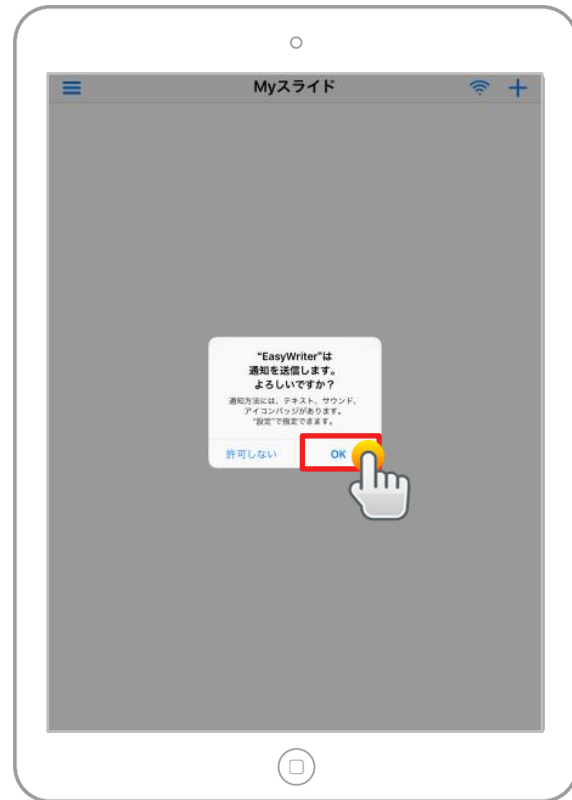 Myスライド
“EasyWriter”は
通知を送信します。
よろしいですか？
通知方法には、テキスト、サウンド、
アイコンバッジがあります。
“設定”で指定できます。
許可しない OK